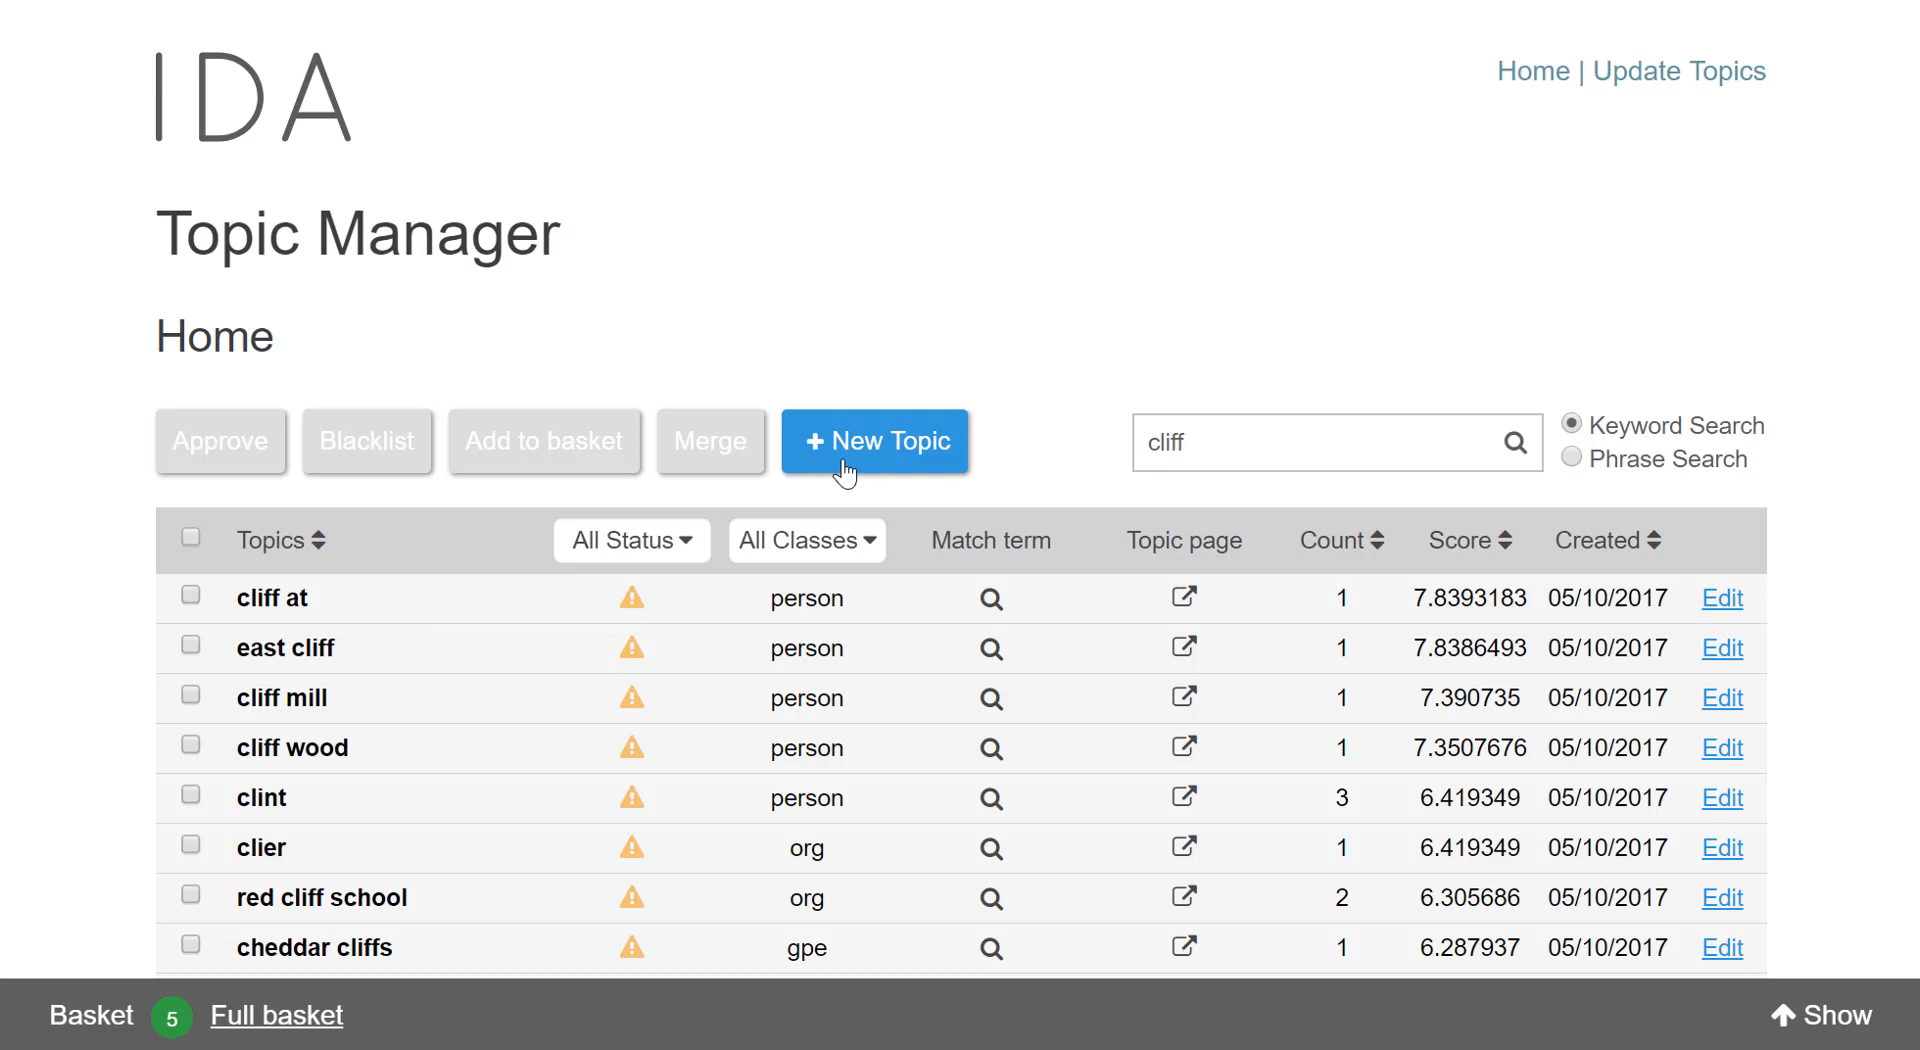 IDA
Home | Update Topics
Topic Manager
Home
Approve Blacklist Add to basket Merge + New Topic cliff Keyword Search
Phrase Search
Topics All Status All Classes Match term Topic page Count Score Created
cliff at person 1 7.8393183 05/10/2017 Edit
east cliff person 1 7.8386493 05/10/2017 Edit
cliff mill person 1 7.390735 05/10/2017 Edit
cliff wood person 1 7.3507676 05/10/2017 Edit
clint person 3 6.419349 05/10/2017 Edit
clier org 1 6.419349 05/10/2017 Edit
red cliff school org 2 6.305686 05/10/2017 Edit
cheddar cliffs gpe 1 6.287937 05/10/2017 Edit
Basket 5 Full basket Show